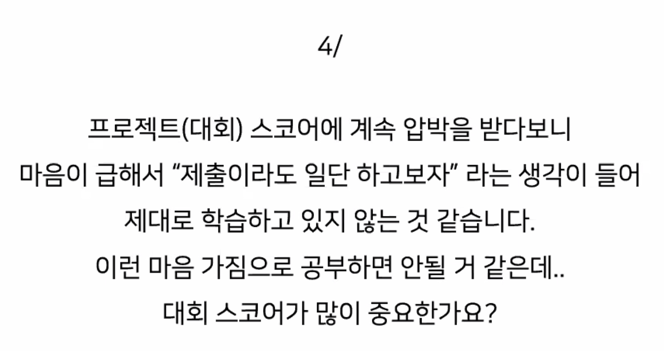 4/
프로젝트(대회) 스코어에 계속 압박을 받다보니
마음이 급해서 “제출이라도 일단 하고보자” 라는 생각이 들어
제대로 학습하고 있지 않는 것 같습니다.
이런 마음 가짐으로 공부하면 안될 거 같은데..
대회 스코어가 많이 중요한가요?